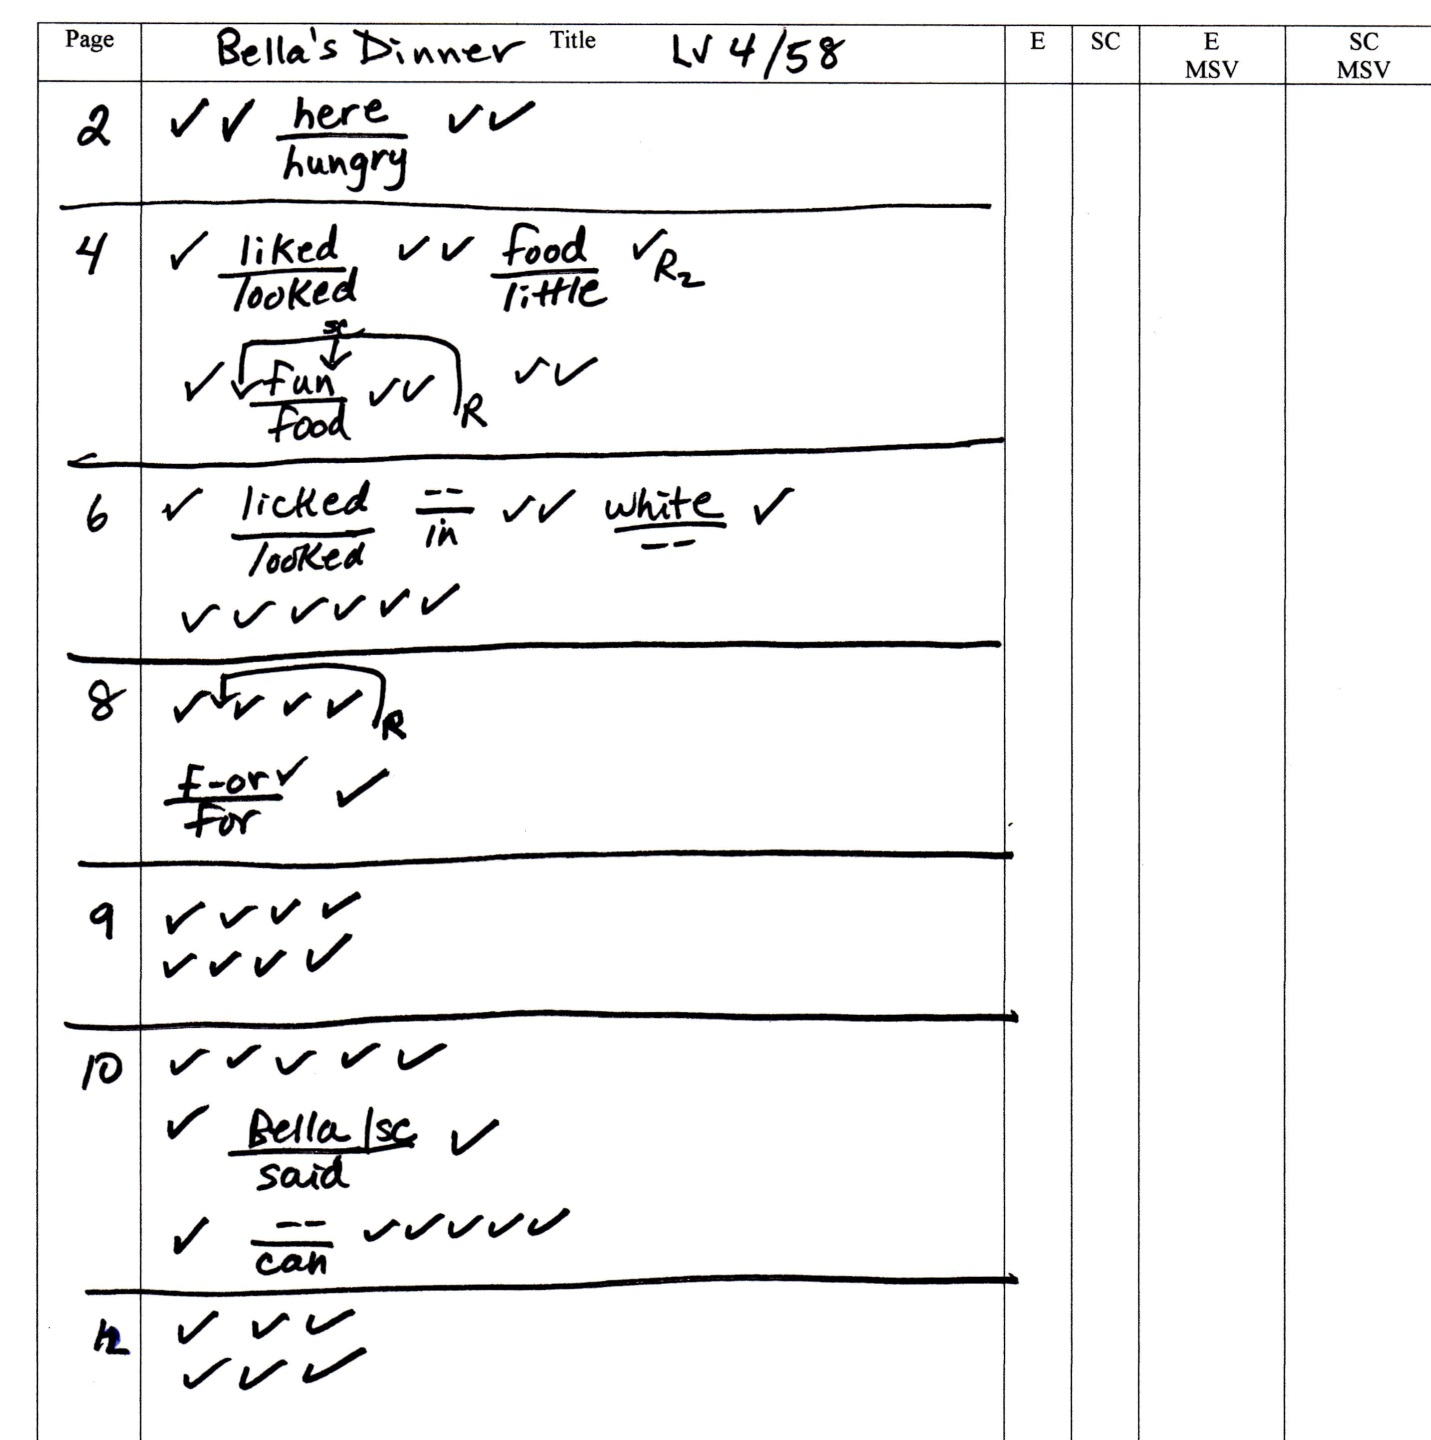 Page Bella's Dinner Title LV 4/58 E SC E MSV SC MSV
2 ✓ ✓ here ✓ ✓
hungry
4 ✓ liked ✓ ✓ food ✓ R2
looked little
sc
✓ ✓ fun ✓ ✓ R ✓ ✓
food
6 ✓ licked -- ✓ ✓ white ✓
looked in --
✓ ✓ ✓ ✓ ✓ ✓
8 ✓ ✓ ✓ ✓ R
f-or ✓ ✓
for
9 ✓ ✓ ✓ ✓
✓ ✓ ✓ ✓
10 ✓ ✓ ✓ ✓ ✓
✓ Bella | sc ✓
said
✓ -- ✓ ✓ ✓ ✓ ✓
can
12 ✓ ✓ ✓
✓ ✓ ✓